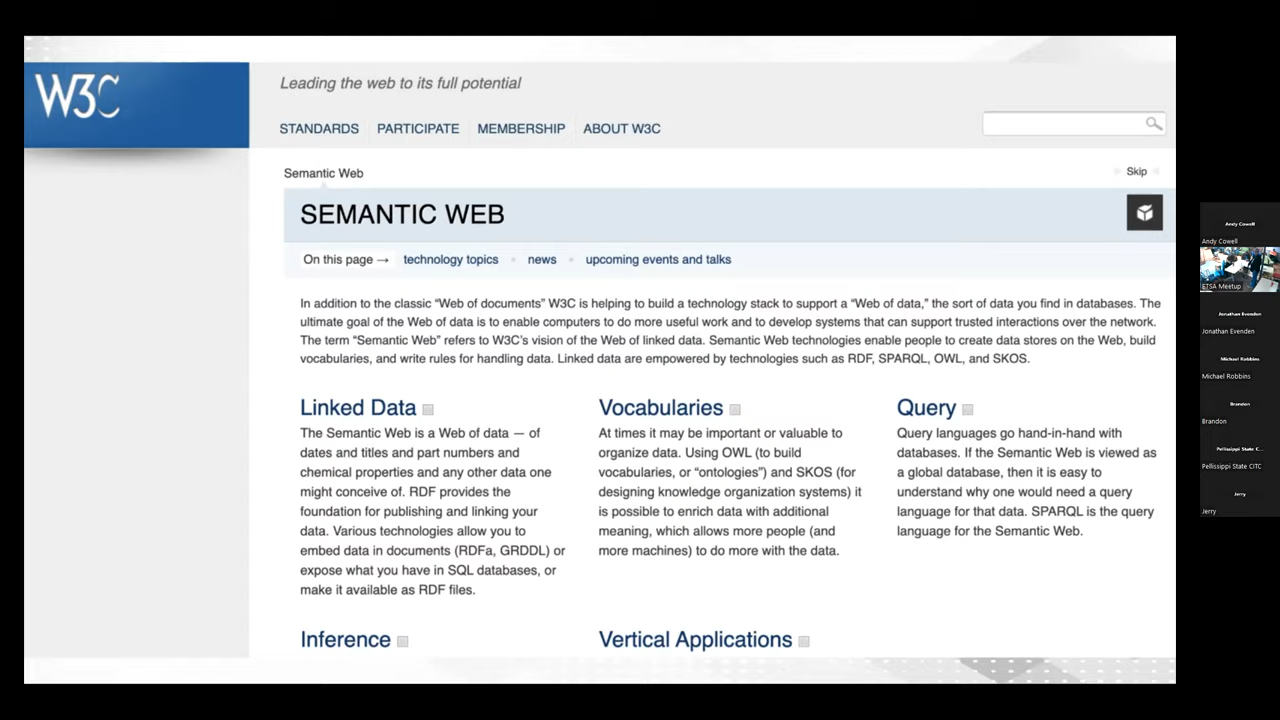 W3C
Leading the web to its full potential
STANDARDS PARTICIPATE MEMBERSHIP ABOUT W3C
Semantic Web
Skip
SEMANTIC WEB
On this page → technology topics • news • upcoming events and talks
In addition to the classic “Web of documents” W3C is helping to build a technology stack to support a “Web of data,” the sort of data you find in databases. The
ultimate goal of the Web of data is to enable computers to do more useful work and to develop systems that can support trusted interactions over the network.
The term “Semantic Web” refers to W3C’s vision of the Web of linked data. Semantic Web technologies enable people to create data stores on the Web, build
vocabularies, and write rules for handling data. Linked data are empowered by technologies such as RDF, SPARQL, OWL, and SKOS.
Linked Data
The Semantic Web is a Web of data — of
dates and titles and part numbers and
chemical properties and any other data one
might conceive of. RDF provides the
foundation for publishing and linking your
data. Various technologies allow you to
embed data in documents (RDFa, GRDDL) or
expose what you have in SQL databases, or
make it available as RDF files.
Vocabularies
At times it may be important or valuable to
organize data. Using OWL (to build
vocabularies, or “ontologies”) and SKOS (for
designing knowledge organization systems) it
is possible to enrich data with additional
meaning, which allows more people (and
more machines) to do more with the data.
Query
Query languages go hand-in-hand with
databases. If the Semantic Web is viewed as
a global database, then it is easy to
understand why one would need a query
language for that data. SPARQL is the query
language for the Semantic Web.
Inference
Vertical Applications
Andy Cowell
Andy Cowell
ETSA Meetup
Jonathan Evenden
Jonathan Evenden
Michael Robbins
Michael Robbins
Brandon
Brandon
Pellissippi State C...
Pellissippi State CITC
Jerry
Jerry